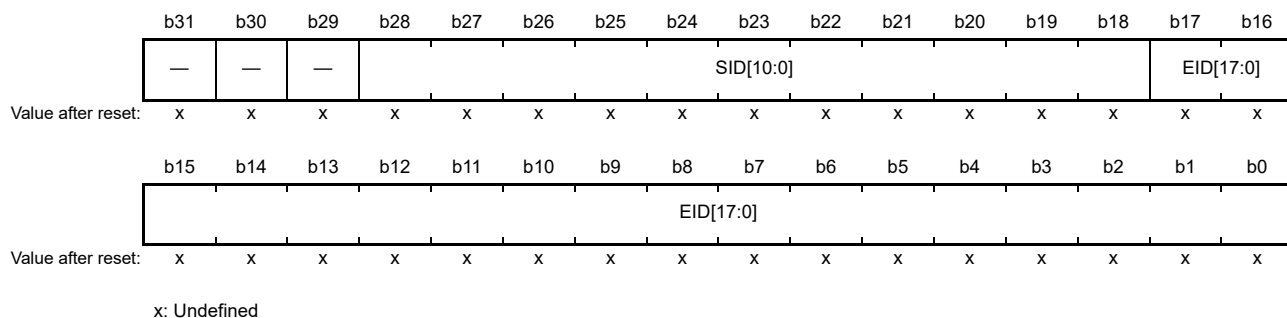 b31 b30 b29 b28 b27 b26 b25 b24 b23 b22 b21 b20 b19 b18 b17 b16
— — — SID[10:0] EID[17:0]
Value after reset: x x x x x x x x x x x x x x x x
b15 b14 b13 b12 b11 b10 b9 b8 b7 b6 b5 b4 b3 b2 b1 b0
EID[17:0]
Value after reset: x x x x x x x x x x x x x x x x
x: Undefined